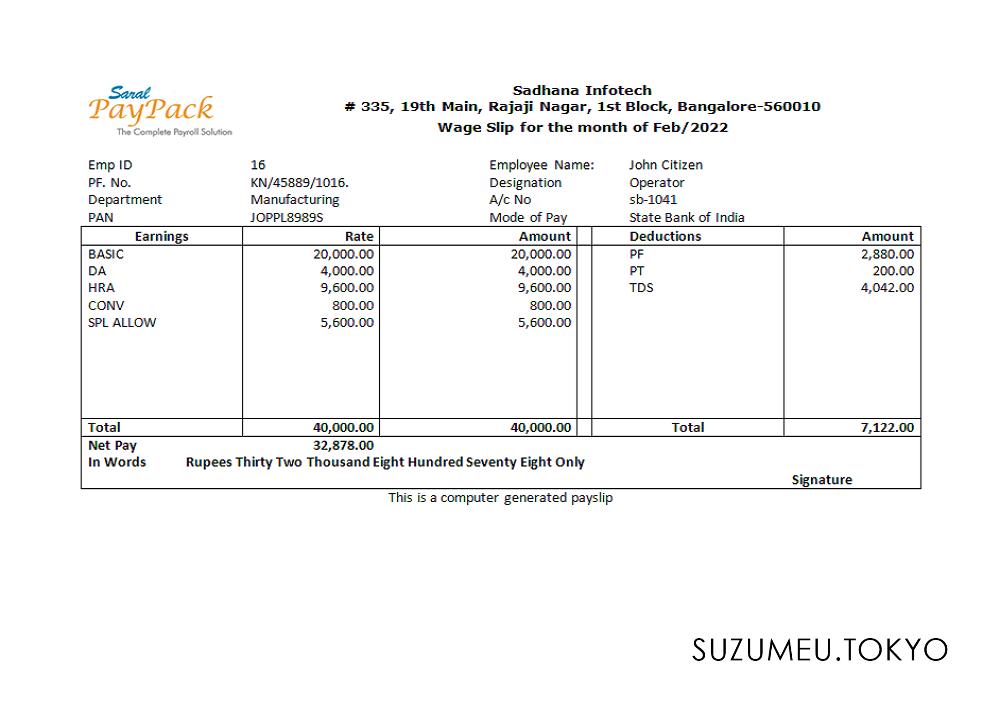 Saral
PayPack
The Complete Payroll Solution
Sadhana Infotech
# 335, 19th Main, Rajaji Nagar, 1st Block, Bangalore-560010
Wage Slip for the month of Feb/2022
Emp ID 16 Employee Name: John Citizen
PF. No. KN/45889/1016. Designation Operator
Department Manufacturing A/c No sb-1041
PAN JOPPL8989S Mode of Pay State Bank of India
Earnings Rate Amount Deductions Amount
BASIC 20,000.00 20,000.00 PF 2,880.00
DA 4,000.00 4,000.00 PT 200.00
HRA 9,600.00 9,600.00 TDS 4,042.00
CONV 800.00 800.00
SPL ALLOW 5,600.00 5,600.00
Total 40,000.00 40,000.00 Total 7,122.00
Net Pay 32,878.00
In Words Rupees Thirty Two Thousand Eight Hundred Seventy Eight Only
Signature
This is a computer generated payslip
SUZUMEU.TOKYO